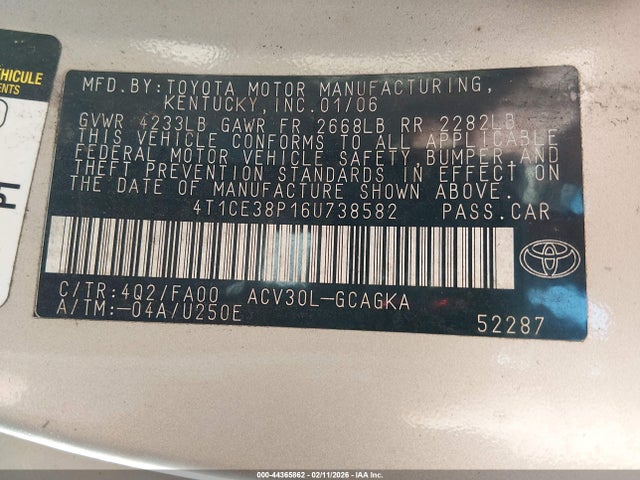 ÉHICULE
MFD.BY:TOYOTA MOTOR MANUFACTURING,
KENTUCKY,INC.01/06
GVWR 4233LB GAWR FR 2668LB RR 2282LB
THIS VEHICLE CONFORMS TO ALL APPLICABLE
FEDERAL MOTOR VEHICLE SAFETY,BUMPER,AND
THEFT PREVENTION STANDARDS IN EFFECT ON
THE DATE OF MANUFACTURE SHOWN ABOVE.
4T1CE38P16U738582 PASS.CAR
C/TR:4Q2/FA00 ACV30L-GCAGKA
A/TM:-04A/U250E
52287
000-44365862 - 02/11/2026 - IAA Inc.